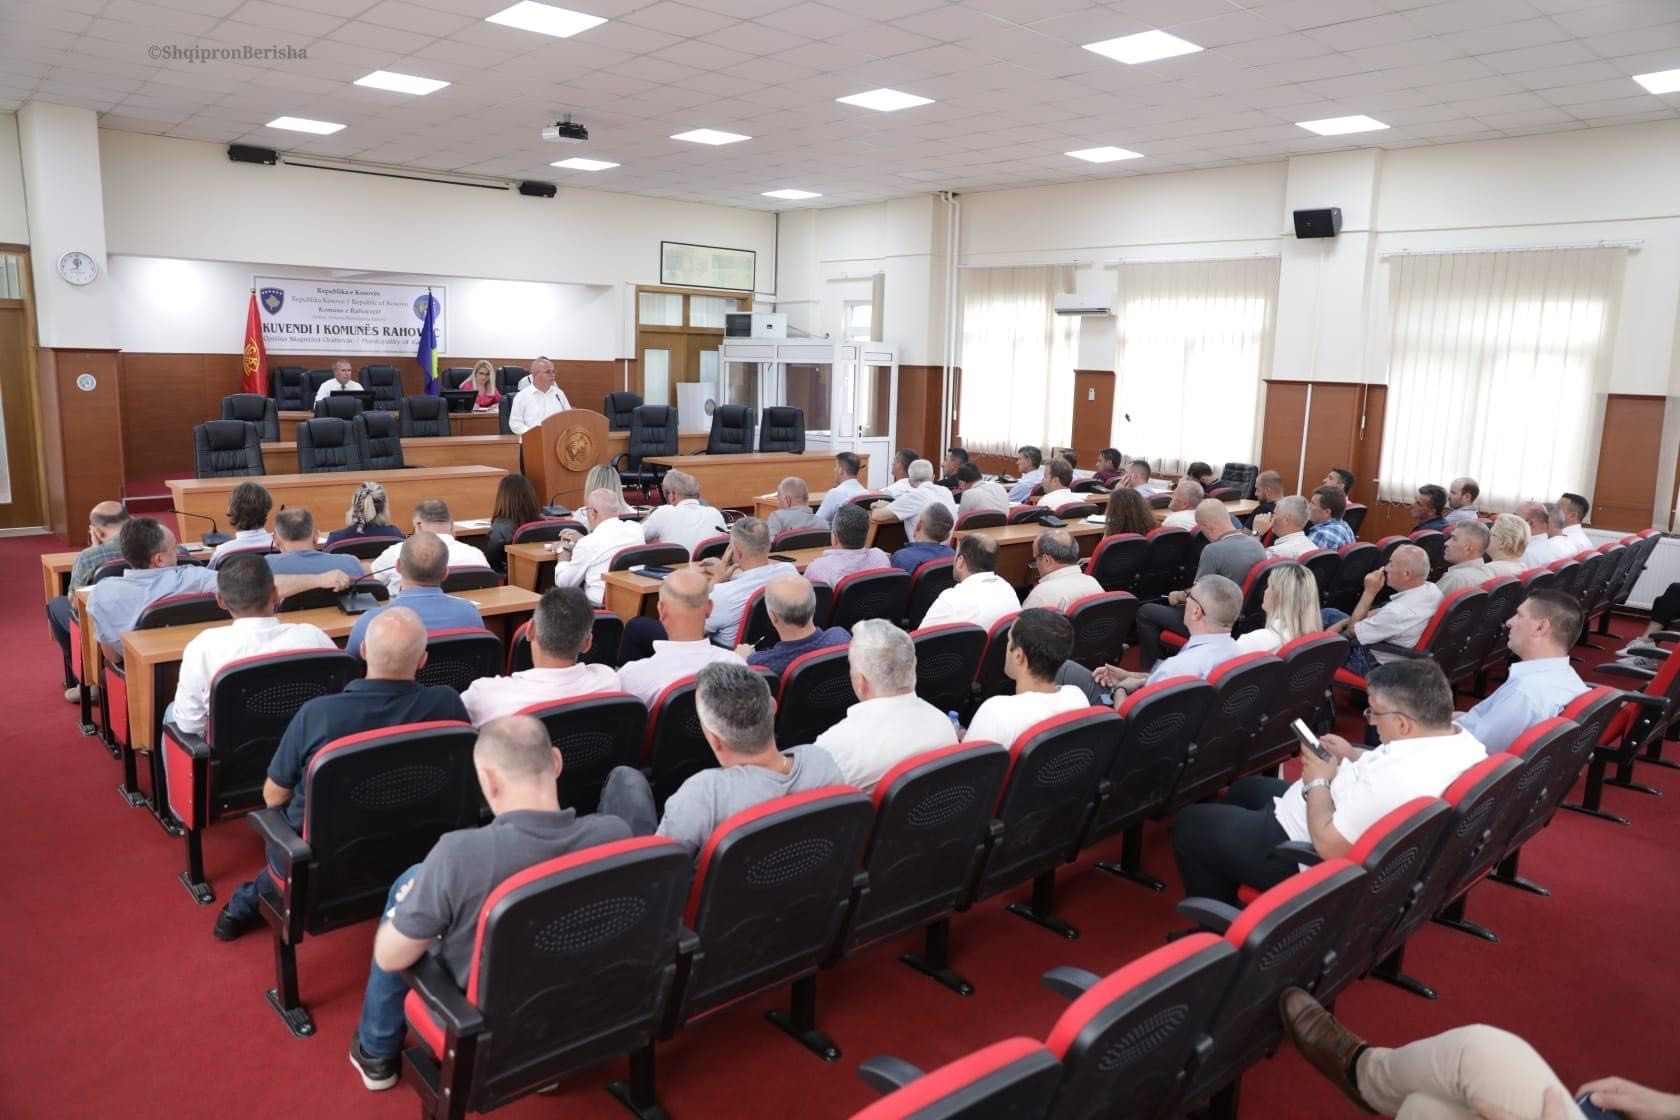 ©ShqipronBerisha
Republika e Kosovës
Republika Kosovo / Republic of Kosovo
Komuna e Rahovecit
KUVENDI I KOMUNËS RAHOVEC
Opština Skupština Orahovac / Municipality of